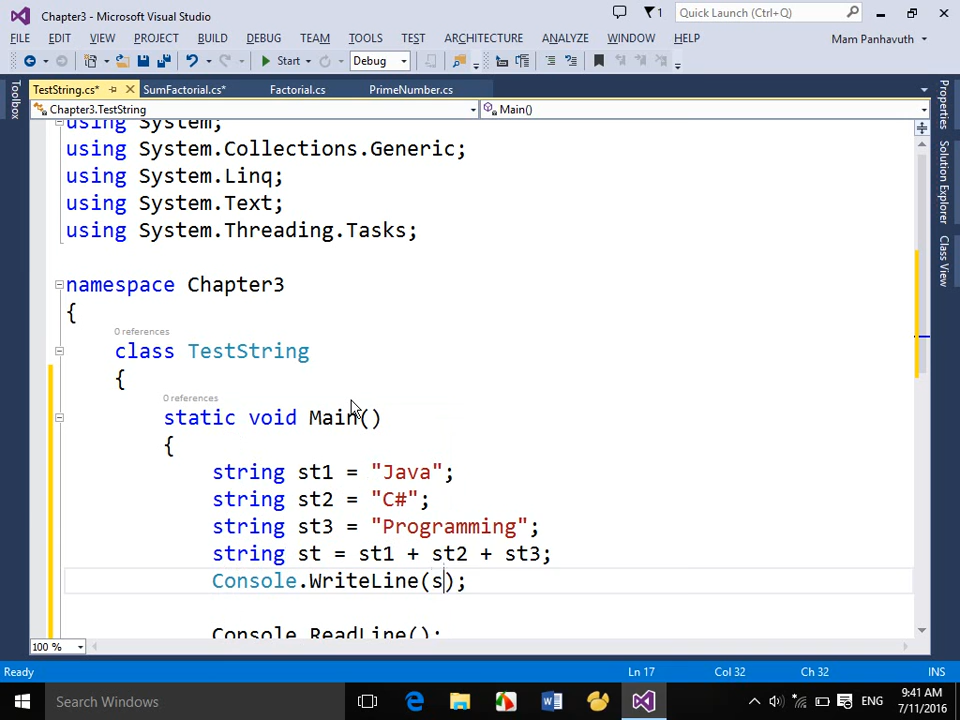 Chapter3 - Microsoft Visual Studio
1
Quick Launch (Ctrl+Q)
FILE EDIT VIEW PROJECT BUILD DEBUG TEAM TOOLS TEST ARCHITECTURE ANALYZE WINDOW HELP
Mam Panhavuth
Start
Debug
TestString.cs*
SumFactorial.cs*
Factorial.cs
PrimeNumber.cs
Toolbox
Chapter3.TestString
Main()
Properties
Solution Explorer
Class View
using System;
using System.Collections.Generic;
using System.Linq;
using System.Text;
using System.Threading.Tasks;
namespace Chapter3
{
0 references
class TestString
{
0 references
static void Main()
{
string st1 = "Java";
string st2 = "C#";
string st3 = "Programming";
string st = st1 + st2 + st3;
Console.WriteLine(s);
Console.ReadLine();
100 %
Ready
Ln 17
Col 32
Ch 32
INS
Search Windows
ENG
9:41 AM
7/11/2016